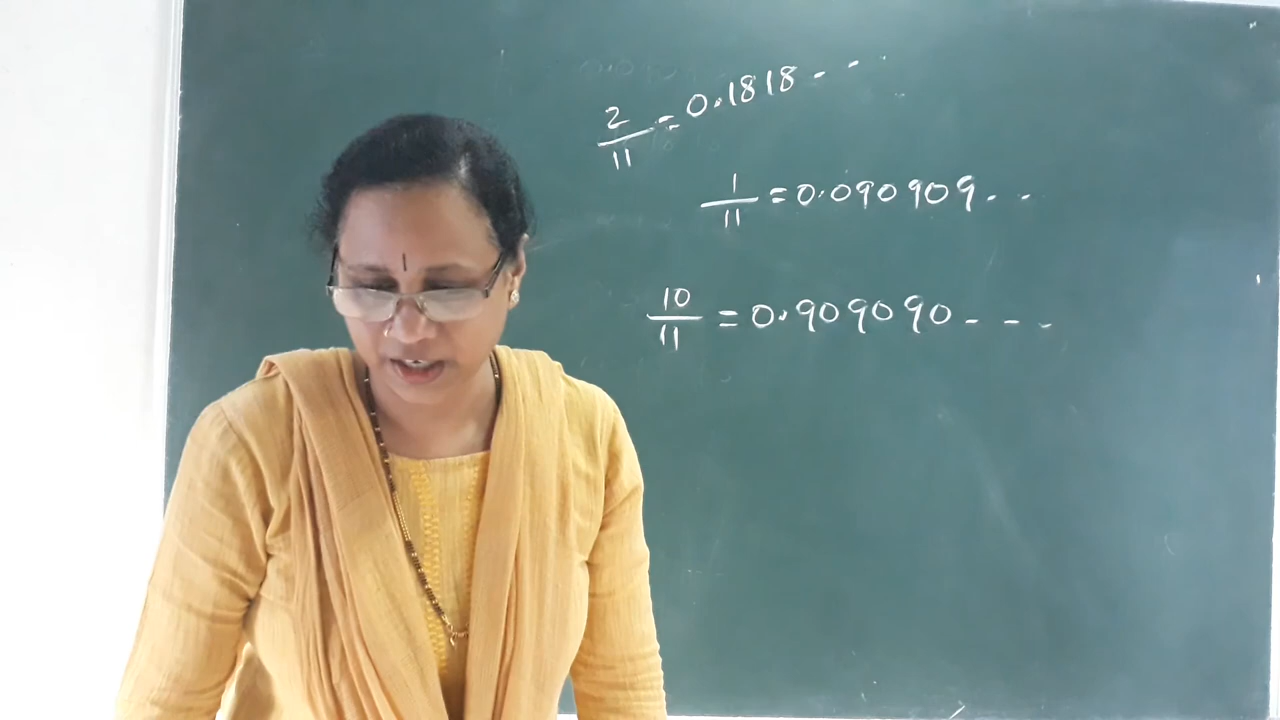 2/11 = 0.1818- - -
1/11 = 0.090909- -
10/11 = 0.909090- - -